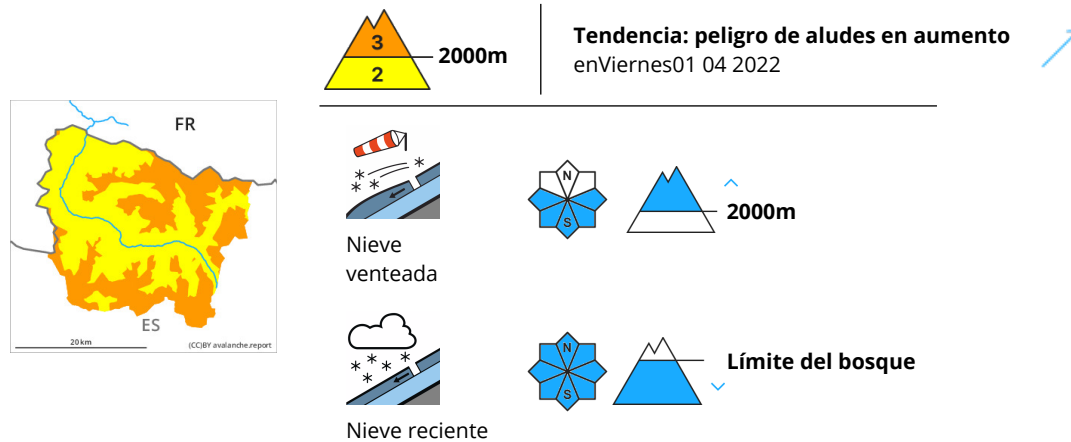 3
2
2000m
Tendencia: peligro de aludes en aumento
enViernes01 04 2022
FR
ES
20 km
(CC)BY avalanche.report
N
S
2000m
Nieve
venteada
N
S
Límite del bosque
Nieve reciente